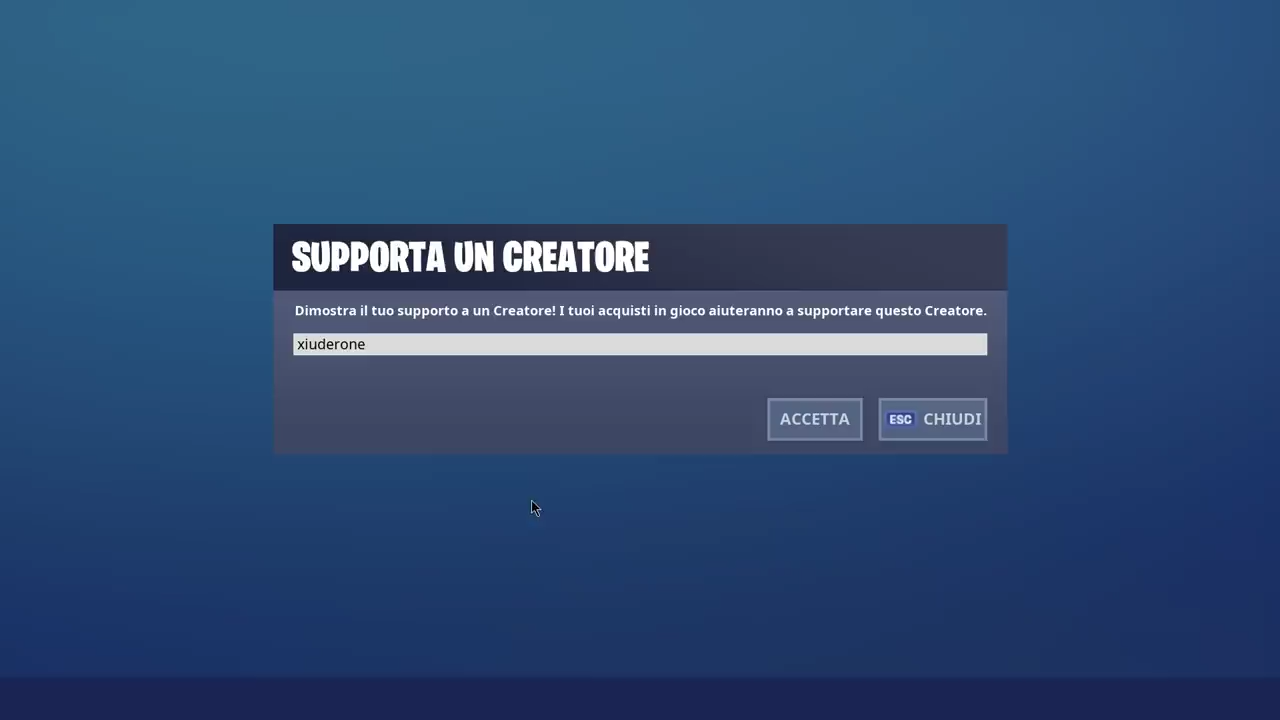 SUPPORTA UN CREATORE
Dimostra il tuo supporto a un Creatore! I tuoi acquisti in gioco aiuteranno a supportare questo Creatore.
xiuderone
ACCETTA
ESC CHIUDI